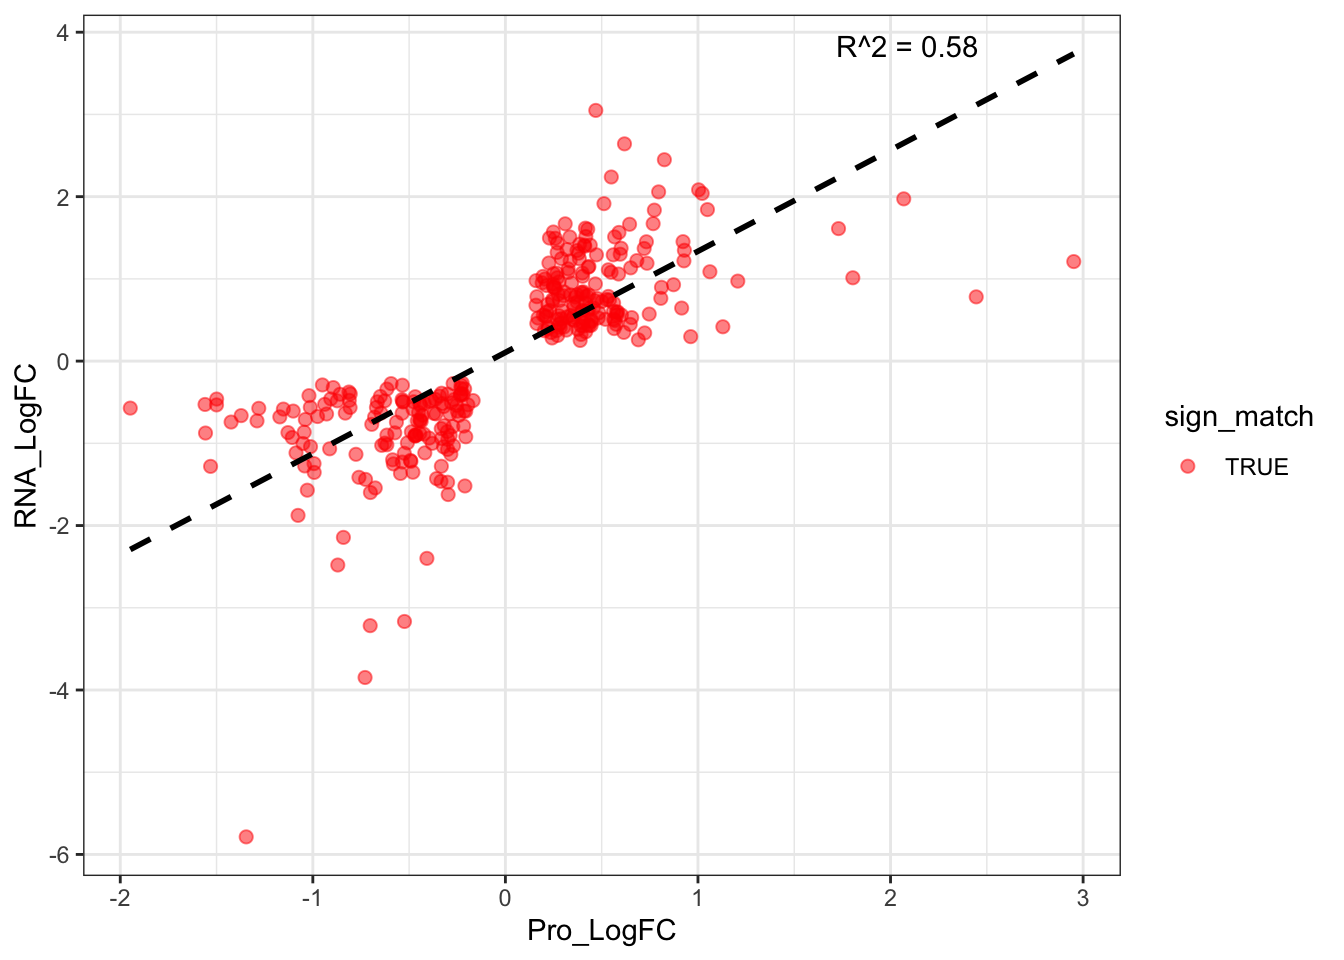 R^2 = 0.58
4
2
0
-2
-4
-6
RNA_LogFC
-2 -1 0 1 2 3
Pro_LogFC
sign_match
TRUE